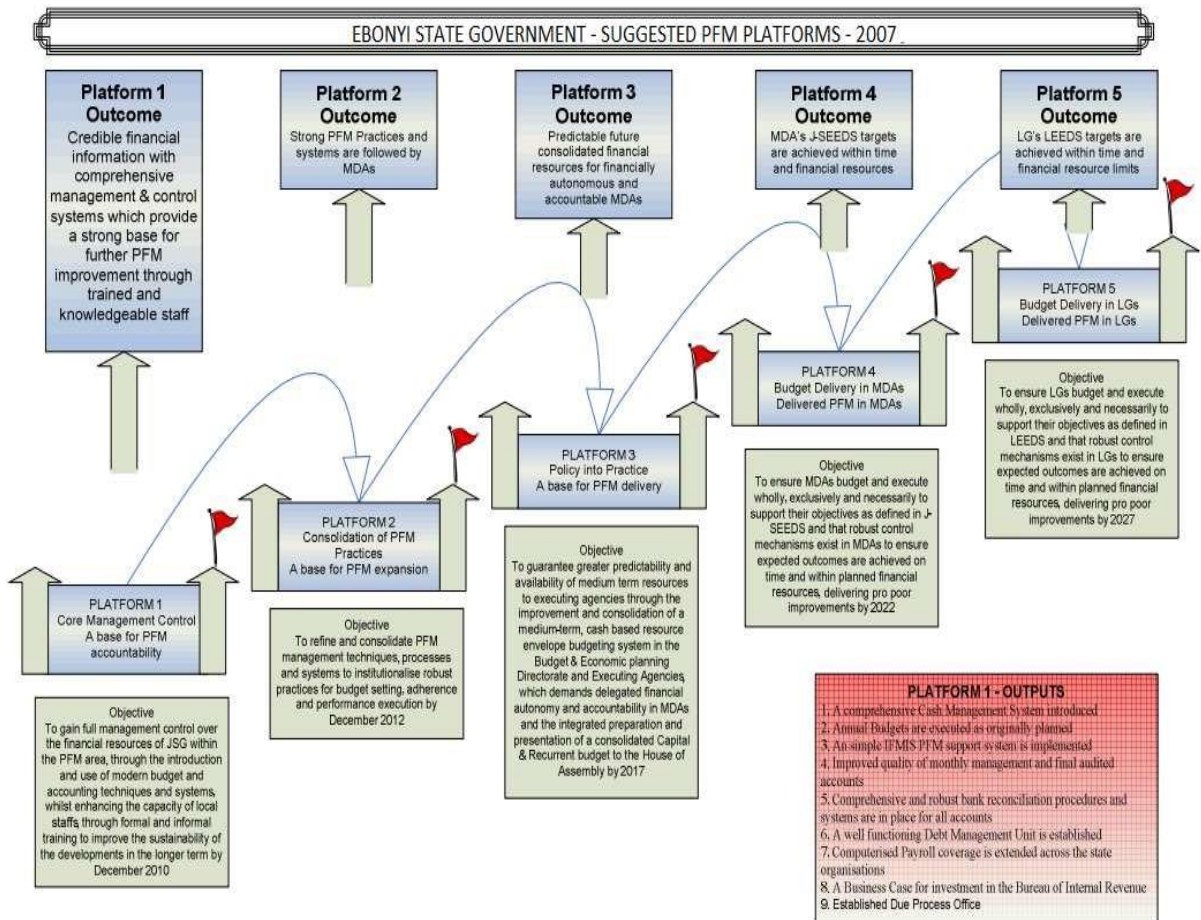 EBONYI STATE GOVERNMENT - SUGGESTED PFM PLATFORMS - 2007
Platform 1
Outcome
Credible financial
information with
comprehensive
management & control
systems which provide
a strong base for
further PFM
improvement through
trained and
knowledgeable staff
Platform 2
Outcome
Strong PFM Practices and
systems are followed by
MDAs
Platform 3
Outcome
Predictable future
consolidated financial
resources for financially
autonomous and
accountable MDAs
Platform 4
Outcome
MDA's J-SEEDS targets
are achieved within time
and financial resources
Platform 5
Outcome
LG's LEEDS targets are
achieved within time and
financial resource limits
PLATFORM 1
Core Management Control
A base for PFM
accountability
Objective
To gain full management control over
the financial resources of JSG within
the PFM area, through the introduction
and use of modern budget and
accounting techniques and systems,
whilst enhancing the capacity of local
staffs, through formal and informal
training to improve the sustainability of
the developments in the longer term by
December 2010
PLATFORM 2
Consolidation of PFM
Practices
A base for PFM expansion
Objective
To refine and consolidate PFM
management techniques, processes
and systems to institutionalise robust
practices for budget setting, adherence
and performance execution by
December 2012
PLATFORM 3
Policy into Practice
A base for PFM delivery
Objective
To guarantee greater predictability and
availability of medium term resources
to executing agencies through the
improvement and consolidation of a
medium-term, cash based resource
envelope budgeting system in the
Budget & Economic planning
Directorate and Executing Agencies,
which demands delegated financial
autonomy and accountability in MDAs
and the integrated preparation and
presentation of a consolidated Capital
& Recurrent budget to the House of
Assembly by 2017
PLATFORM 4
Budget Delivery in MDAs
Delivered PFM in MDAs
Objective
To ensure MDAs budget and execute
wholly, exclusively and necessarily to
support their objectives as defined in J-
SEEDS and that robust control
mechanisms exist in MDAs to ensure
expected outcomes are achieved on
time and within planned financial
resources, delivering pro poor
improvements by 2022
PLATFORM 5
Budget Delivery in LGs
Delivered PFM in LGs
Objective
To ensure LGs budget and execute
wholly, exclusively and necessarily to
support their objectives as defined in
LEEDS and that robust control
mechanisms exist in LGs to ensure
expected outcomes are achieved on
time and within planned financial
resources, delivering pro poor
improvements by 2027
PLATFORM 1 - OUTPUTS
1. A comprehensive Cash Management System introduced
2. Annual Budgets are executed as originally planned
3. An simple IFMIS PFM support system is implemented
4. Improved quality of monthly management and final audited
accounts
5. Comprehensive and robust bank reconciliation procedures and
systems are in place for all accounts
6. A well functioning Debt Management Unit is established
7. Computerised Payroll coverage is extended across the state
organisations
8. A Business Case for investment in the Bureau of Internal Revenue
9. Established Due Process Office